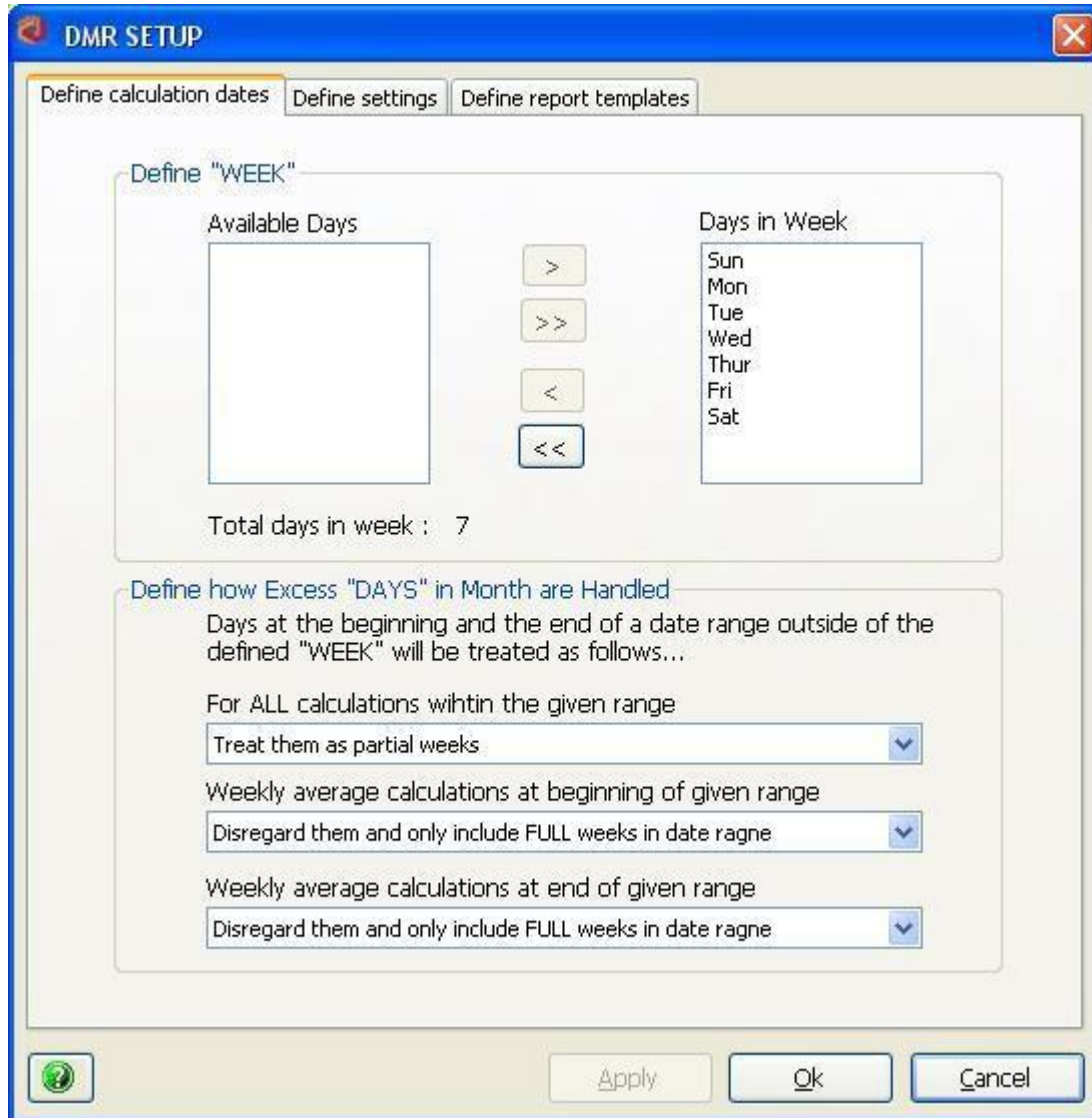 DMR SETUP
Define calculation dates
Define settings
Define report templates
Define "WEEK"
Available Days
Days in Week
>
>>
<
<<
Sun
Mon
Tue
Wed
Thur
Fri
Sat
Total days in week : 7
Define how Excess "DAYS" in Month are Handled
Days at the beginning and the end of a date range outside of the
defined "WEEK" will be treated as follows...
For ALL calculations wihtin the given range
Treat them as partial weeks
Weekly average calculations at beginning of given range
Disregard them and only include FULL weeks in date ragne
Weekly average calculations at end of given range
Disregard them and only include FULL weeks in date ragne
?
Apply
Ok
Cancel